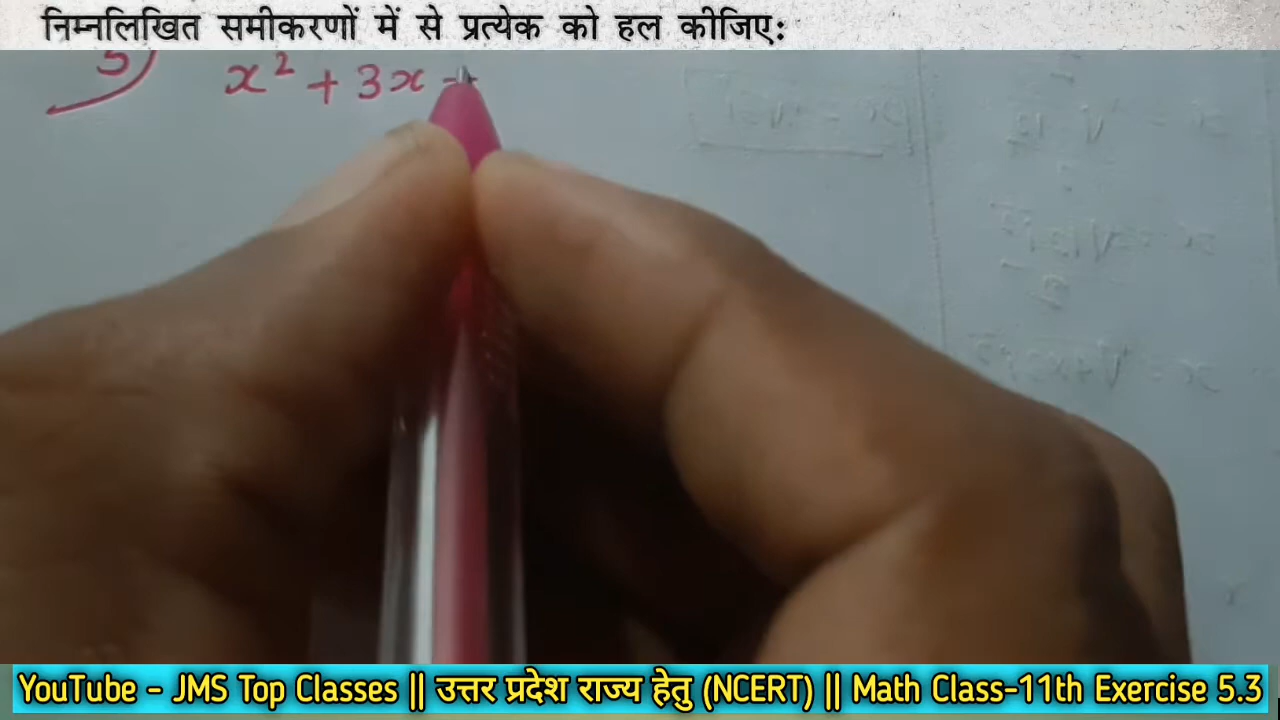 निम्नलिखित समीकरणों में से प्रत्येक को हल कीजिए:
5) x² + 3x +
YouTube - JMS Top Classes || उत्तर प्रदेश राज्य हेतु (NCERT) || Math Class-11th Exercise 5.3